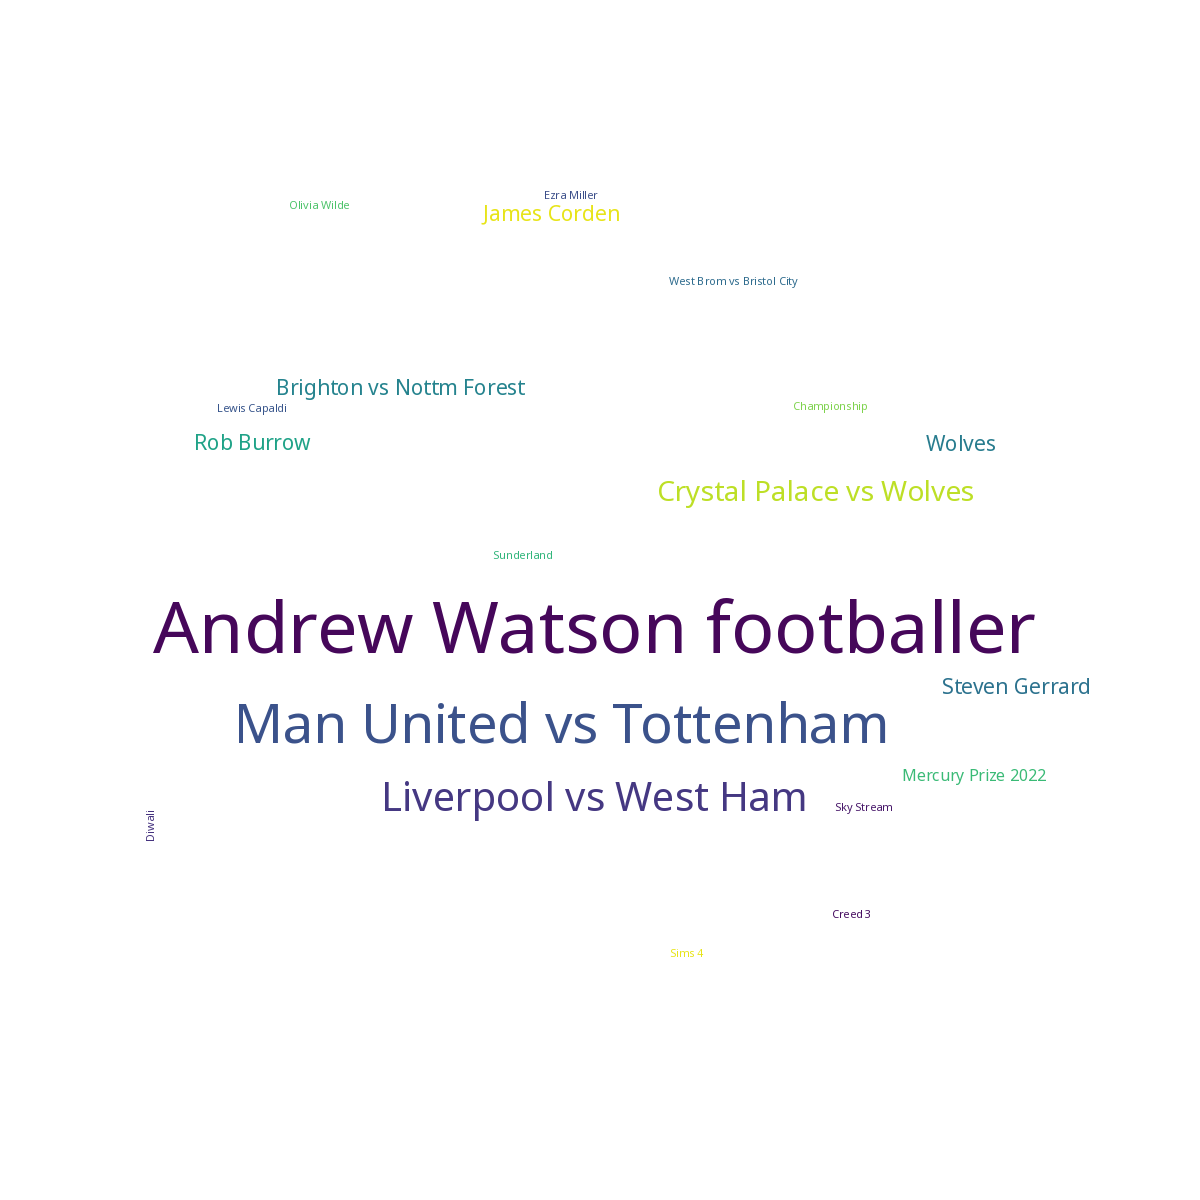 Ezra Miller
Olivia Wilde
James Corden
West Brom vs Bristol City
Brighton vs Nottm Forest
Lewis Capaldi
Championship
Rob Burrow
Wolves
Crystal Palace vs Wolves
Sunderland
Andrew Watson footballer
Steven Gerrard
Man United vs Tottenham
Mercury Prize 2022
Liverpool vs West Ham
Sky Stream
Diwali
Creed 3
Sims 4